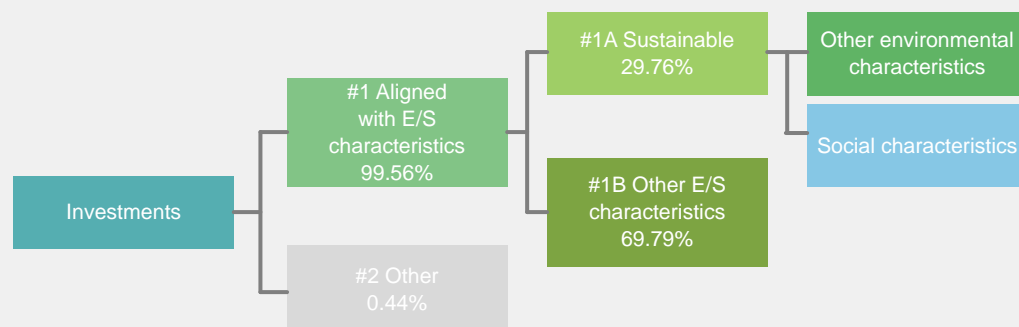 Investments
#1 Aligned
with E/S
characteristics
99.56%
#2 Other
0.44%
#1A Sustainable
29.76%
#1B Other E/S
characteristics
69.79%
Other environmental
characteristics
Social characteristics